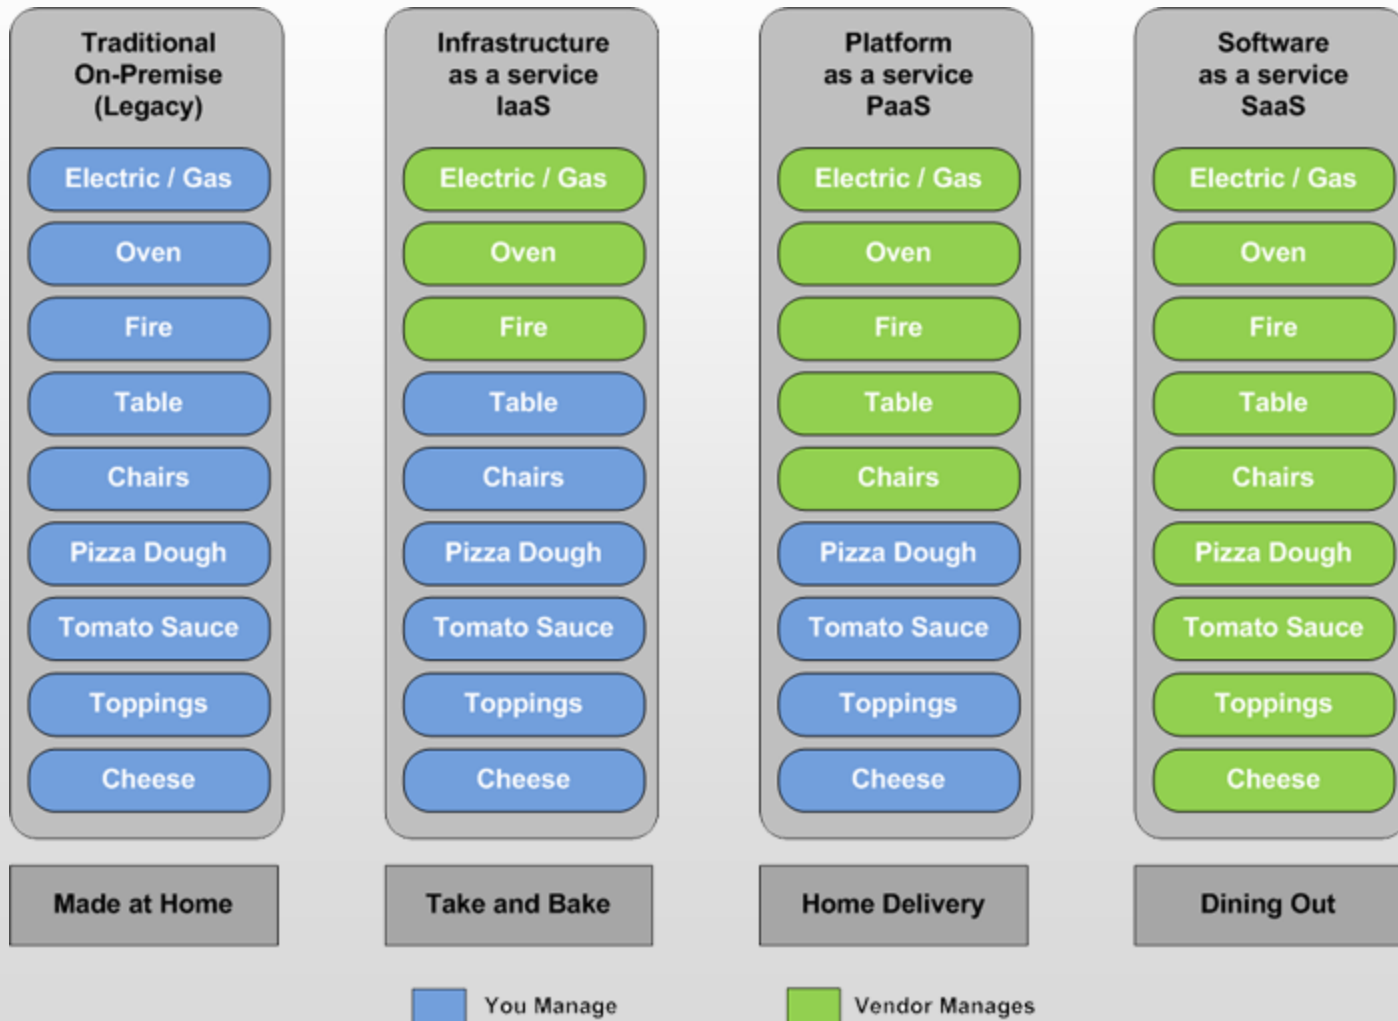 Traditional
On-Premise
(Legacy)
Electric / Gas
Oven
Fire
Table
Chairs
Pizza Dough
Tomato Sauce
Toppings
Cheese
Made at Home
Infrastructure
as a service
IaaS
Electric / Gas
Oven
Fire
Table
Chairs
Pizza Dough
Tomato Sauce
Toppings
Cheese
Take and Bake
Platform
as a service
PaaS
Electric / Gas
Oven
Fire
Table
Chairs
Pizza Dough
Tomato Sauce
Toppings
Cheese
Home Delivery
Software
as a service
SaaS
Electric / Gas
Oven
Fire
Table
Chairs
Pizza Dough
Tomato Sauce
Toppings
Cheese
Dining Out
You Manage
Vendor Manages